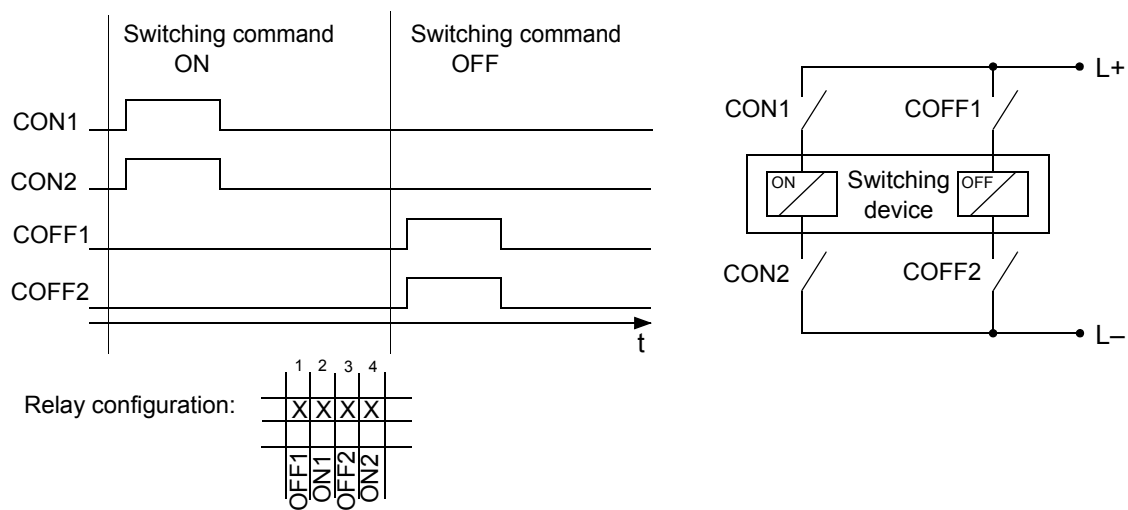 Switching command
ON
Switching command
OFF
CON1
CON2
COFF1
COFF2
t
L+
CON1
COFF1
ON
Switching
device
OFF
CON2
COFF2
L–
Relay configuration:
1 2 3 4
X X X X
OFF1
ON1
OFF2
ON2